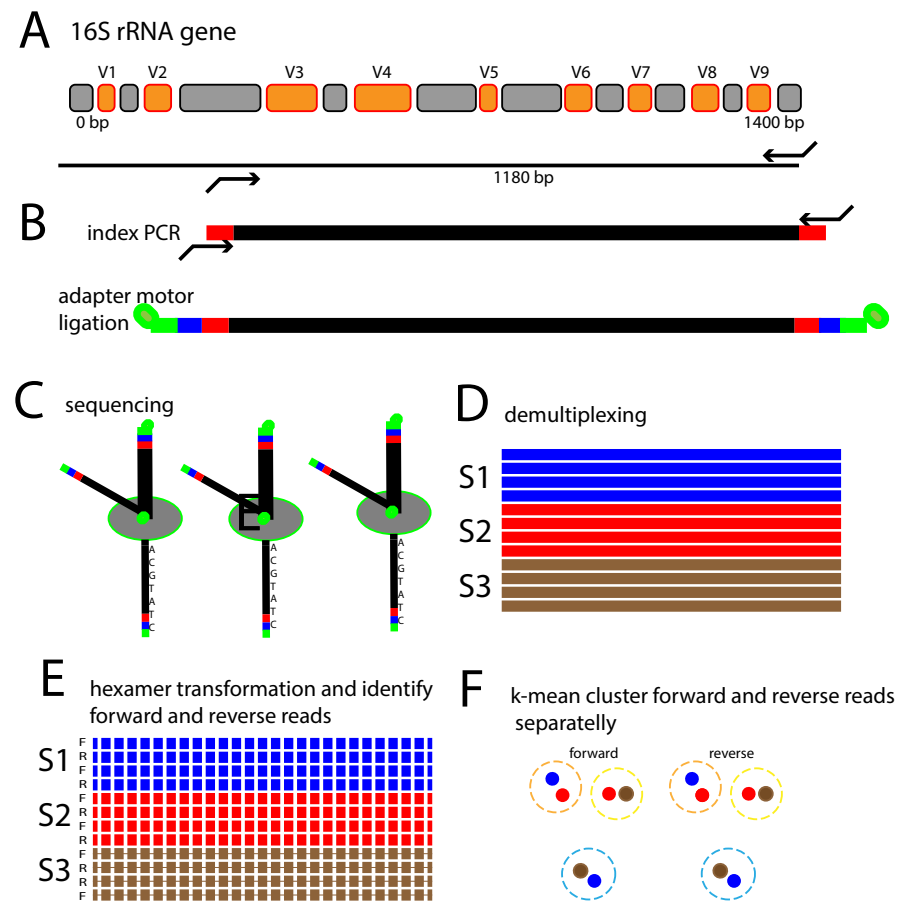 A
16S rRNA gene
V1 V2 V3 V4 V5 V6 V7 V8 V9
0 bp 1400 bp
1180 bp
B
index PCR
adapter motor
ligation
C
sequencing
A
C
G
T
A
T
C
A
C
G
T
A
T
C
A
C
G
T
A
T
C
D
demultiplexing
S1
S2
S3
E
hexamer transformation and identify
forward and reverse reads
S1
F
R
F
R
S2
F
R
F
R
S3
F
R
R
F
F
k-mean cluster forward and reverse reads
separatelly
forward reverse